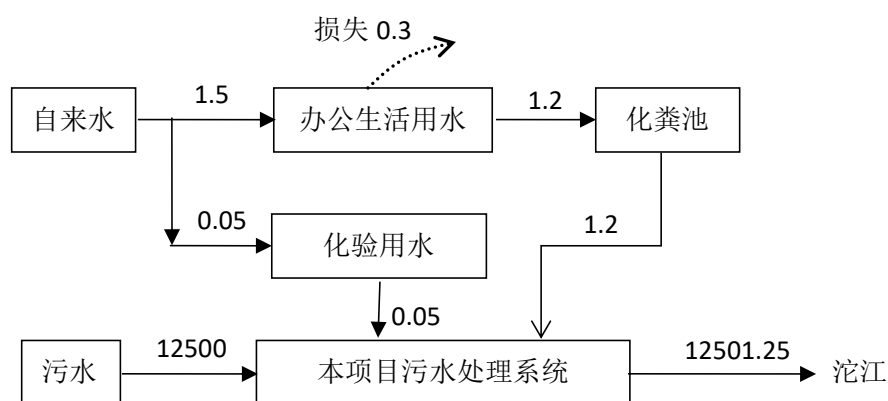 损失 0.3
自来水
1.5
办公生活用水
1.2
化粪池
0.05
化验用水
1.2
0.05
污水
12500
本项目污水处理系统
12501.25
沱江